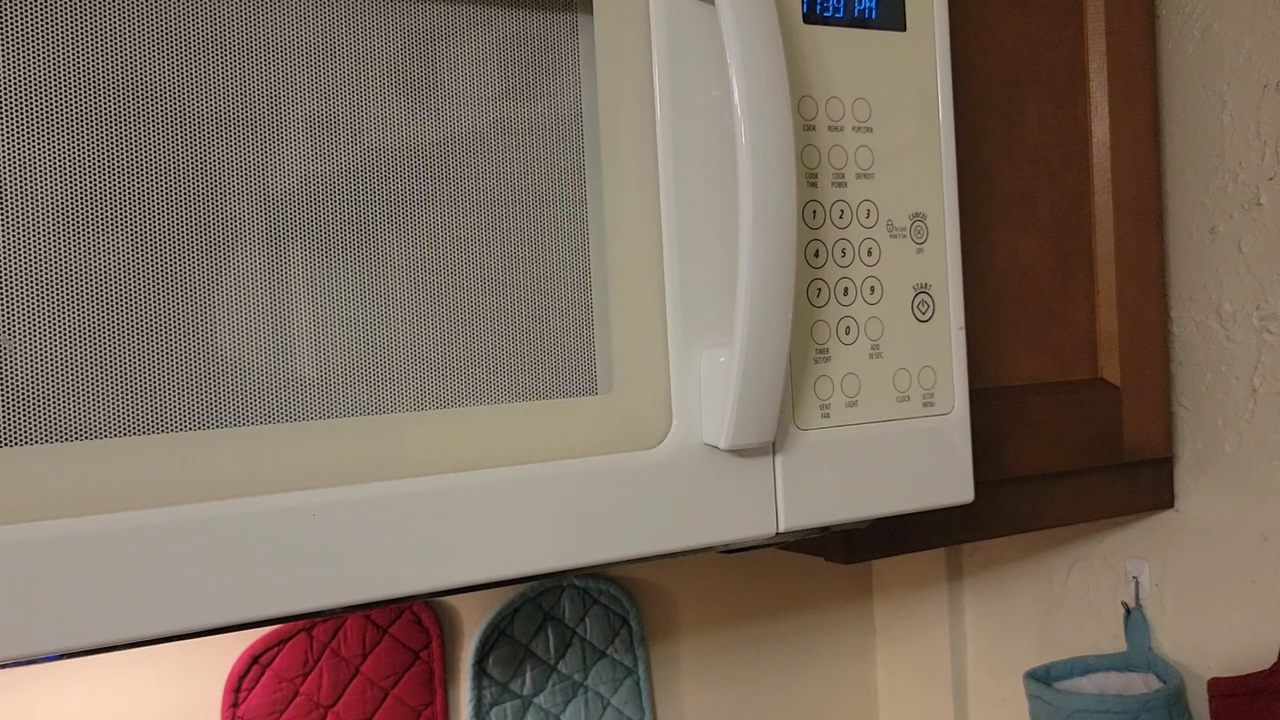 COOK REHEAT POPCORN
COOK TIME COOK POWER DEFROST
1 2 3
CANCEL
OFF
4 5 6
7 8 9
START
0
TIMER SET/OFF ADD 30 SEC
VENT FAN LIGHT CLOCK SETUP MENU